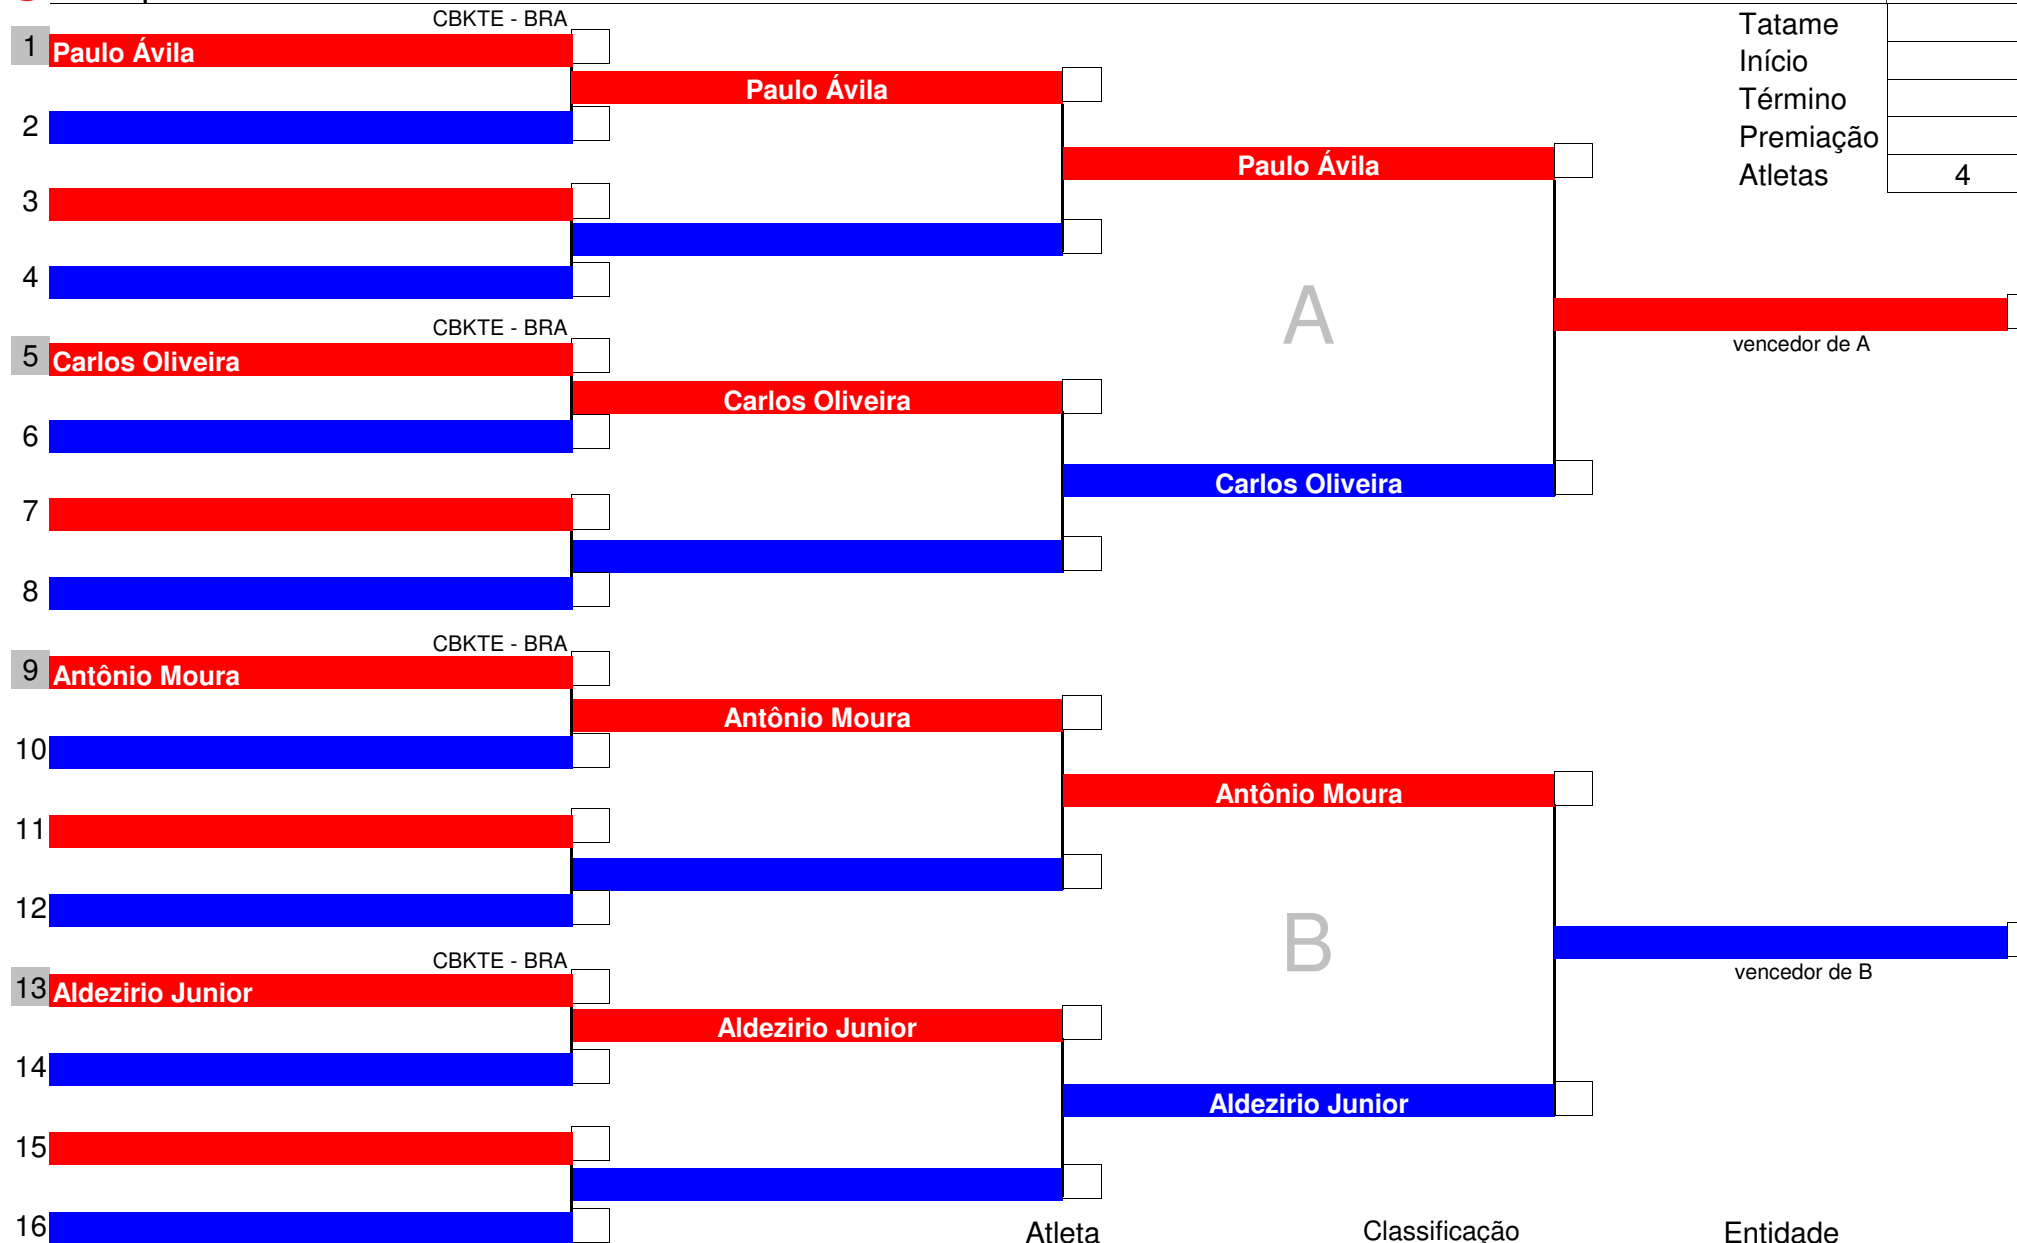 CBKTE - BRA
Tatame
1 Paulo Ávila
Início
Paulo Ávila
Término
2
Premiação
Paulo Ávila
Atletas 4
3
4
A
CBKTE - BRA
vencedor de A
5 Carlos Oliveira
Carlos Oliveira
6
Carlos Oliveira
7
8
CBKTE - BRA
9 Antônio Moura
Antônio Moura
10
Antônio Moura
11
12
B
CBKTE - BRA
vencedor de B
13 Aldezirio Junior
Aldezirio Junior
14
Aldezirio Junior
15
16
Atleta Classificação Entidade